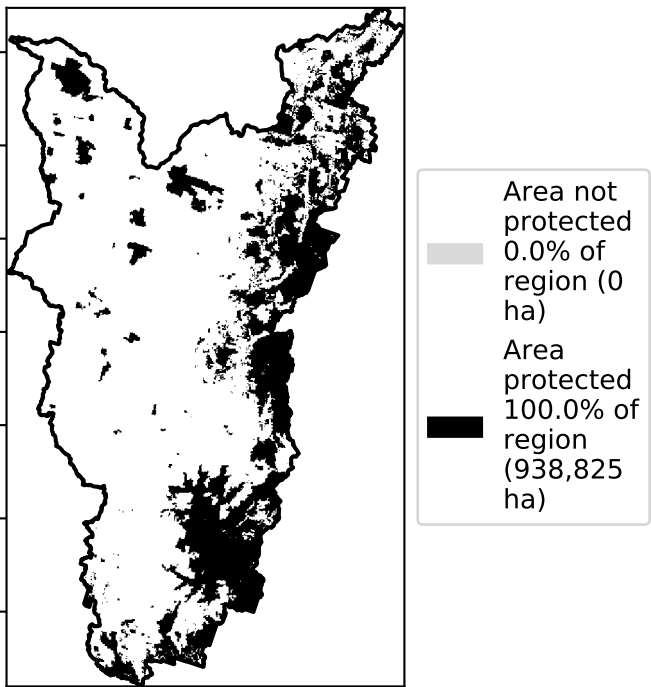 Area not
protected
0.0% of
region (0
ha)
Area
protected
100.0% of
region
(938,825
ha)